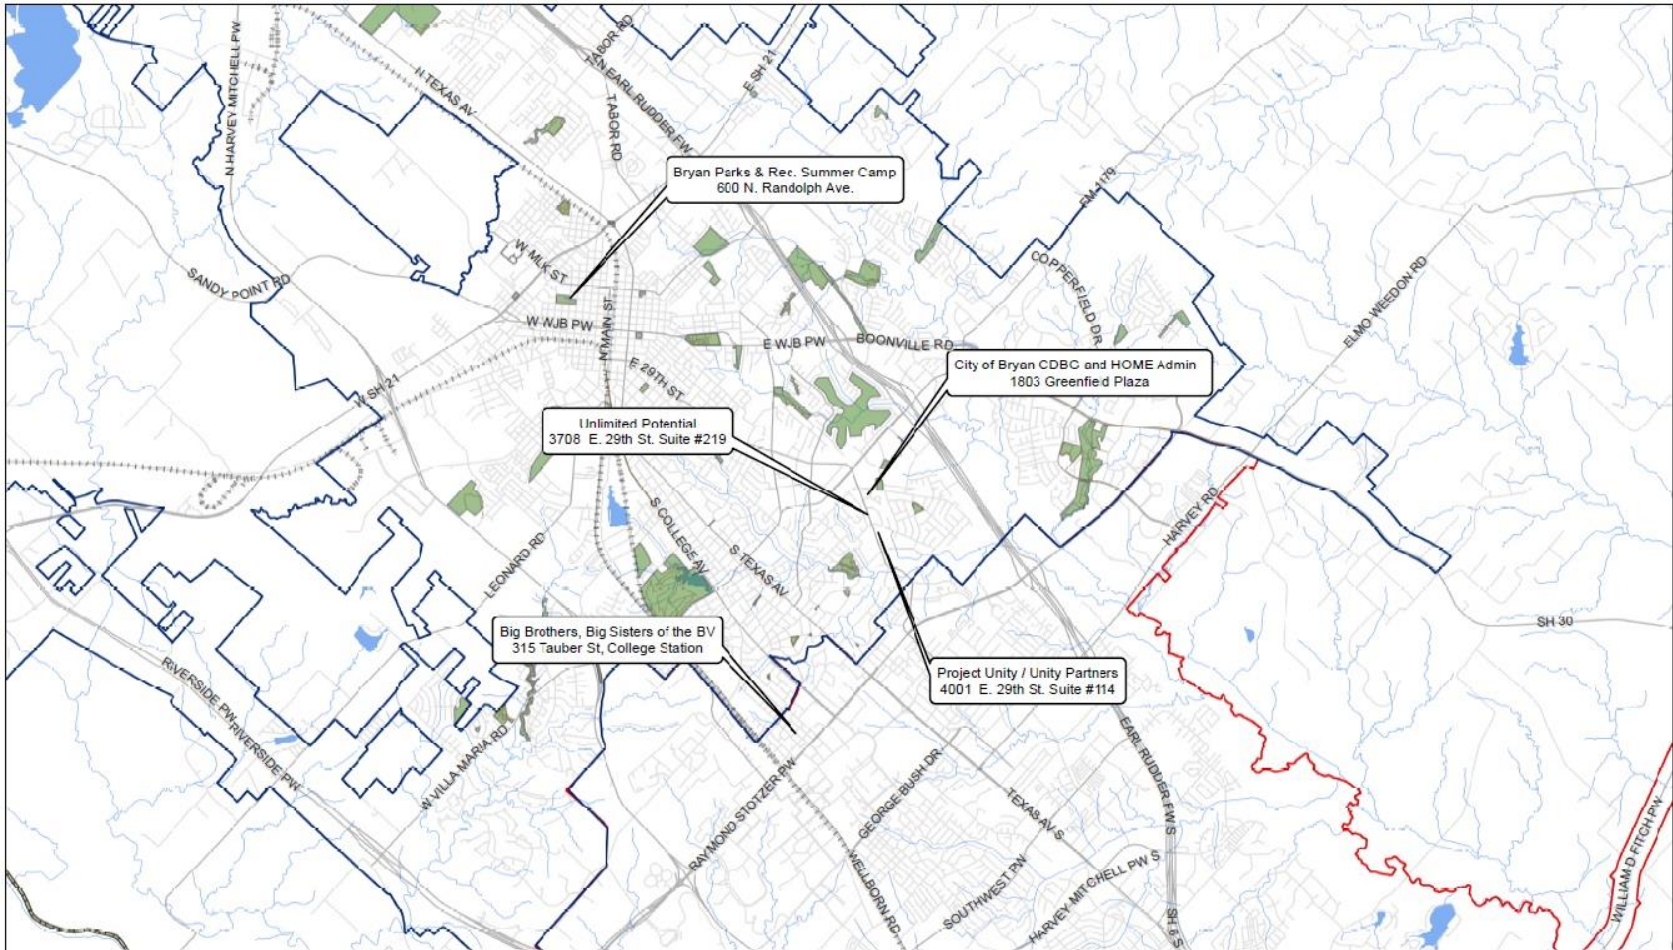 N HARVEY MITCHELL PW
N TEXAS AV
TABOR RD
N EARL RUDDER FW
E SH 21
TABOR RD
Bryan Parks & Rec. Summer Camp
600 N. Randolph Ave.
FM 1179
W MLK ST
SANDY POINT RD
COPPERFIELD DR
ELMO WEEDON RD
N MAIN ST
W WJB PW
E WJB PW
BOONVILLE RD
E 29TH ST
City of Bryan CDBG and HOME Admin
1803 Greenfield Plaza
W SH 21
Unlimited Potential
3708 E. 29th St. Suite #219
S COLLEGE AV
HARVEY RD
LEONARD RD
S TEXAS AV
Big Brothers, Big Sisters of the BV
315 Tauber St, College Station
SH 30
Project Unity / Unity Partners
4001 E. 29th St. Suite #114
RIVERSIDE PW
RIVERSIDE PW
W VILLA MARIA RD
EARL RUDDER FW S
RAYMOND STOTZER PW
GEORGE BUSH DR
TEXAS AV S
WELLBORN RD
SOUTHWEST PW
HARVEY MITCHELL PW S
SH 6 S
WILLIAM D FITCH PW